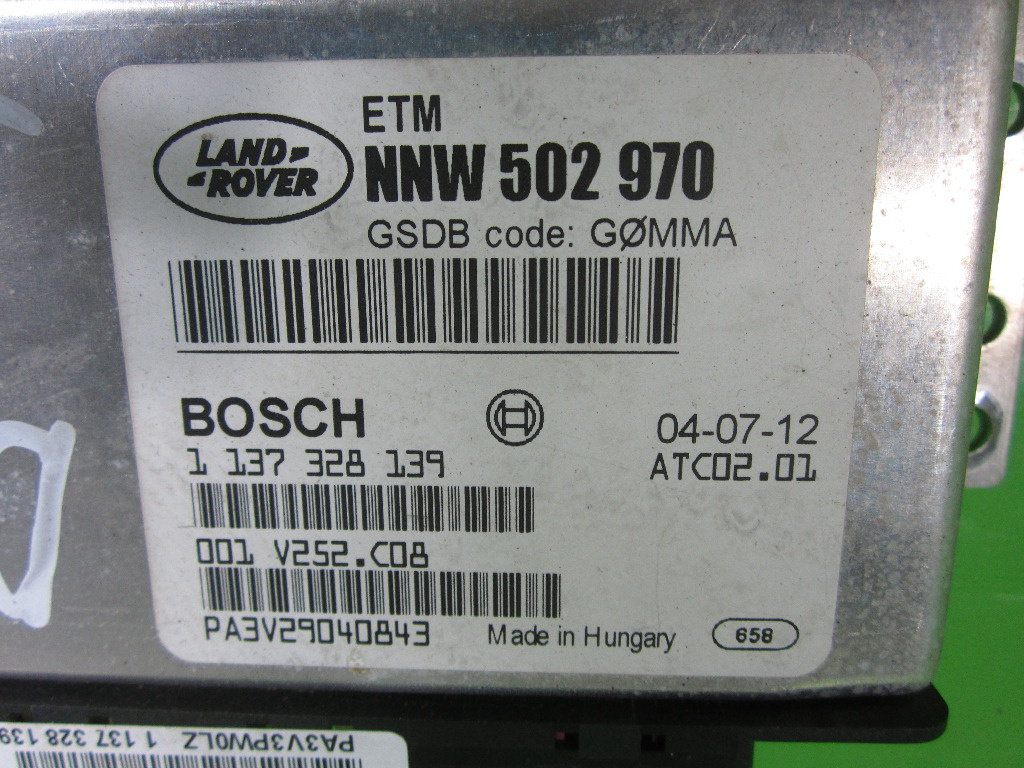 LAND ROVER
ETM
NNW 502 970
GSDB code: GØMMA
BOSCH
04-07-12
1 137 328 139
ATC02.01
001 V252.C08
PA3V29040843
Made in Hungary
658
PA3V3PW0LZ 1 137 328 139